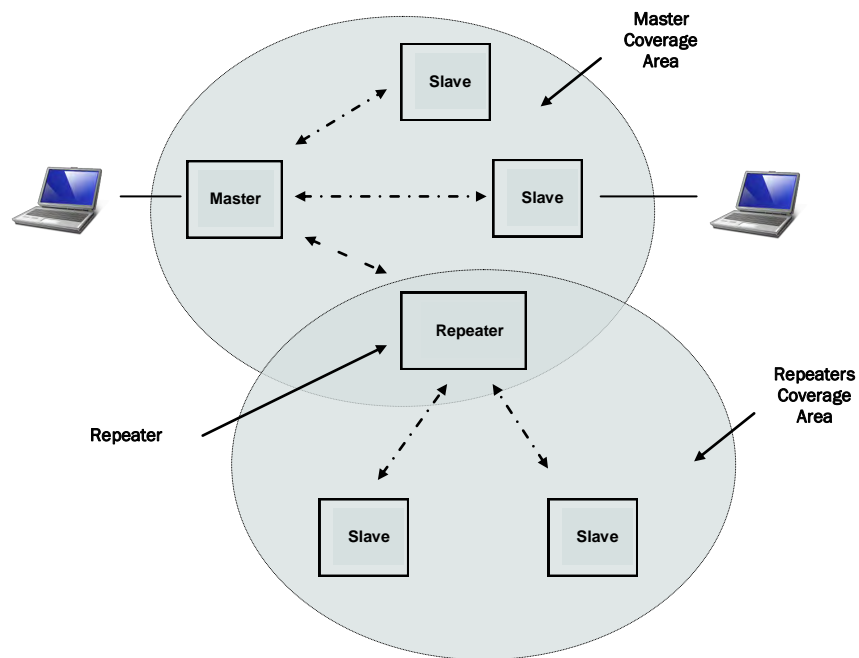 Master
Coverage
Area
Slave
Master
Slave
Repeater
Repeaters
Coverage
Area
Repeater
Slave
Slave